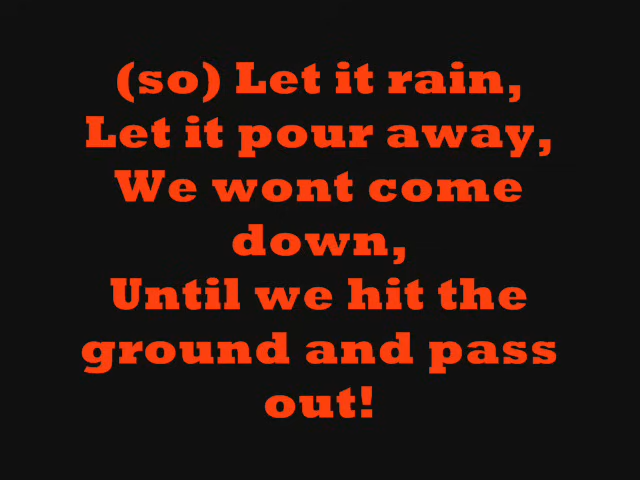 (so) Let it rain,
Let it pour away,
We wont come
down,
Until we hit the
ground and pass
out!